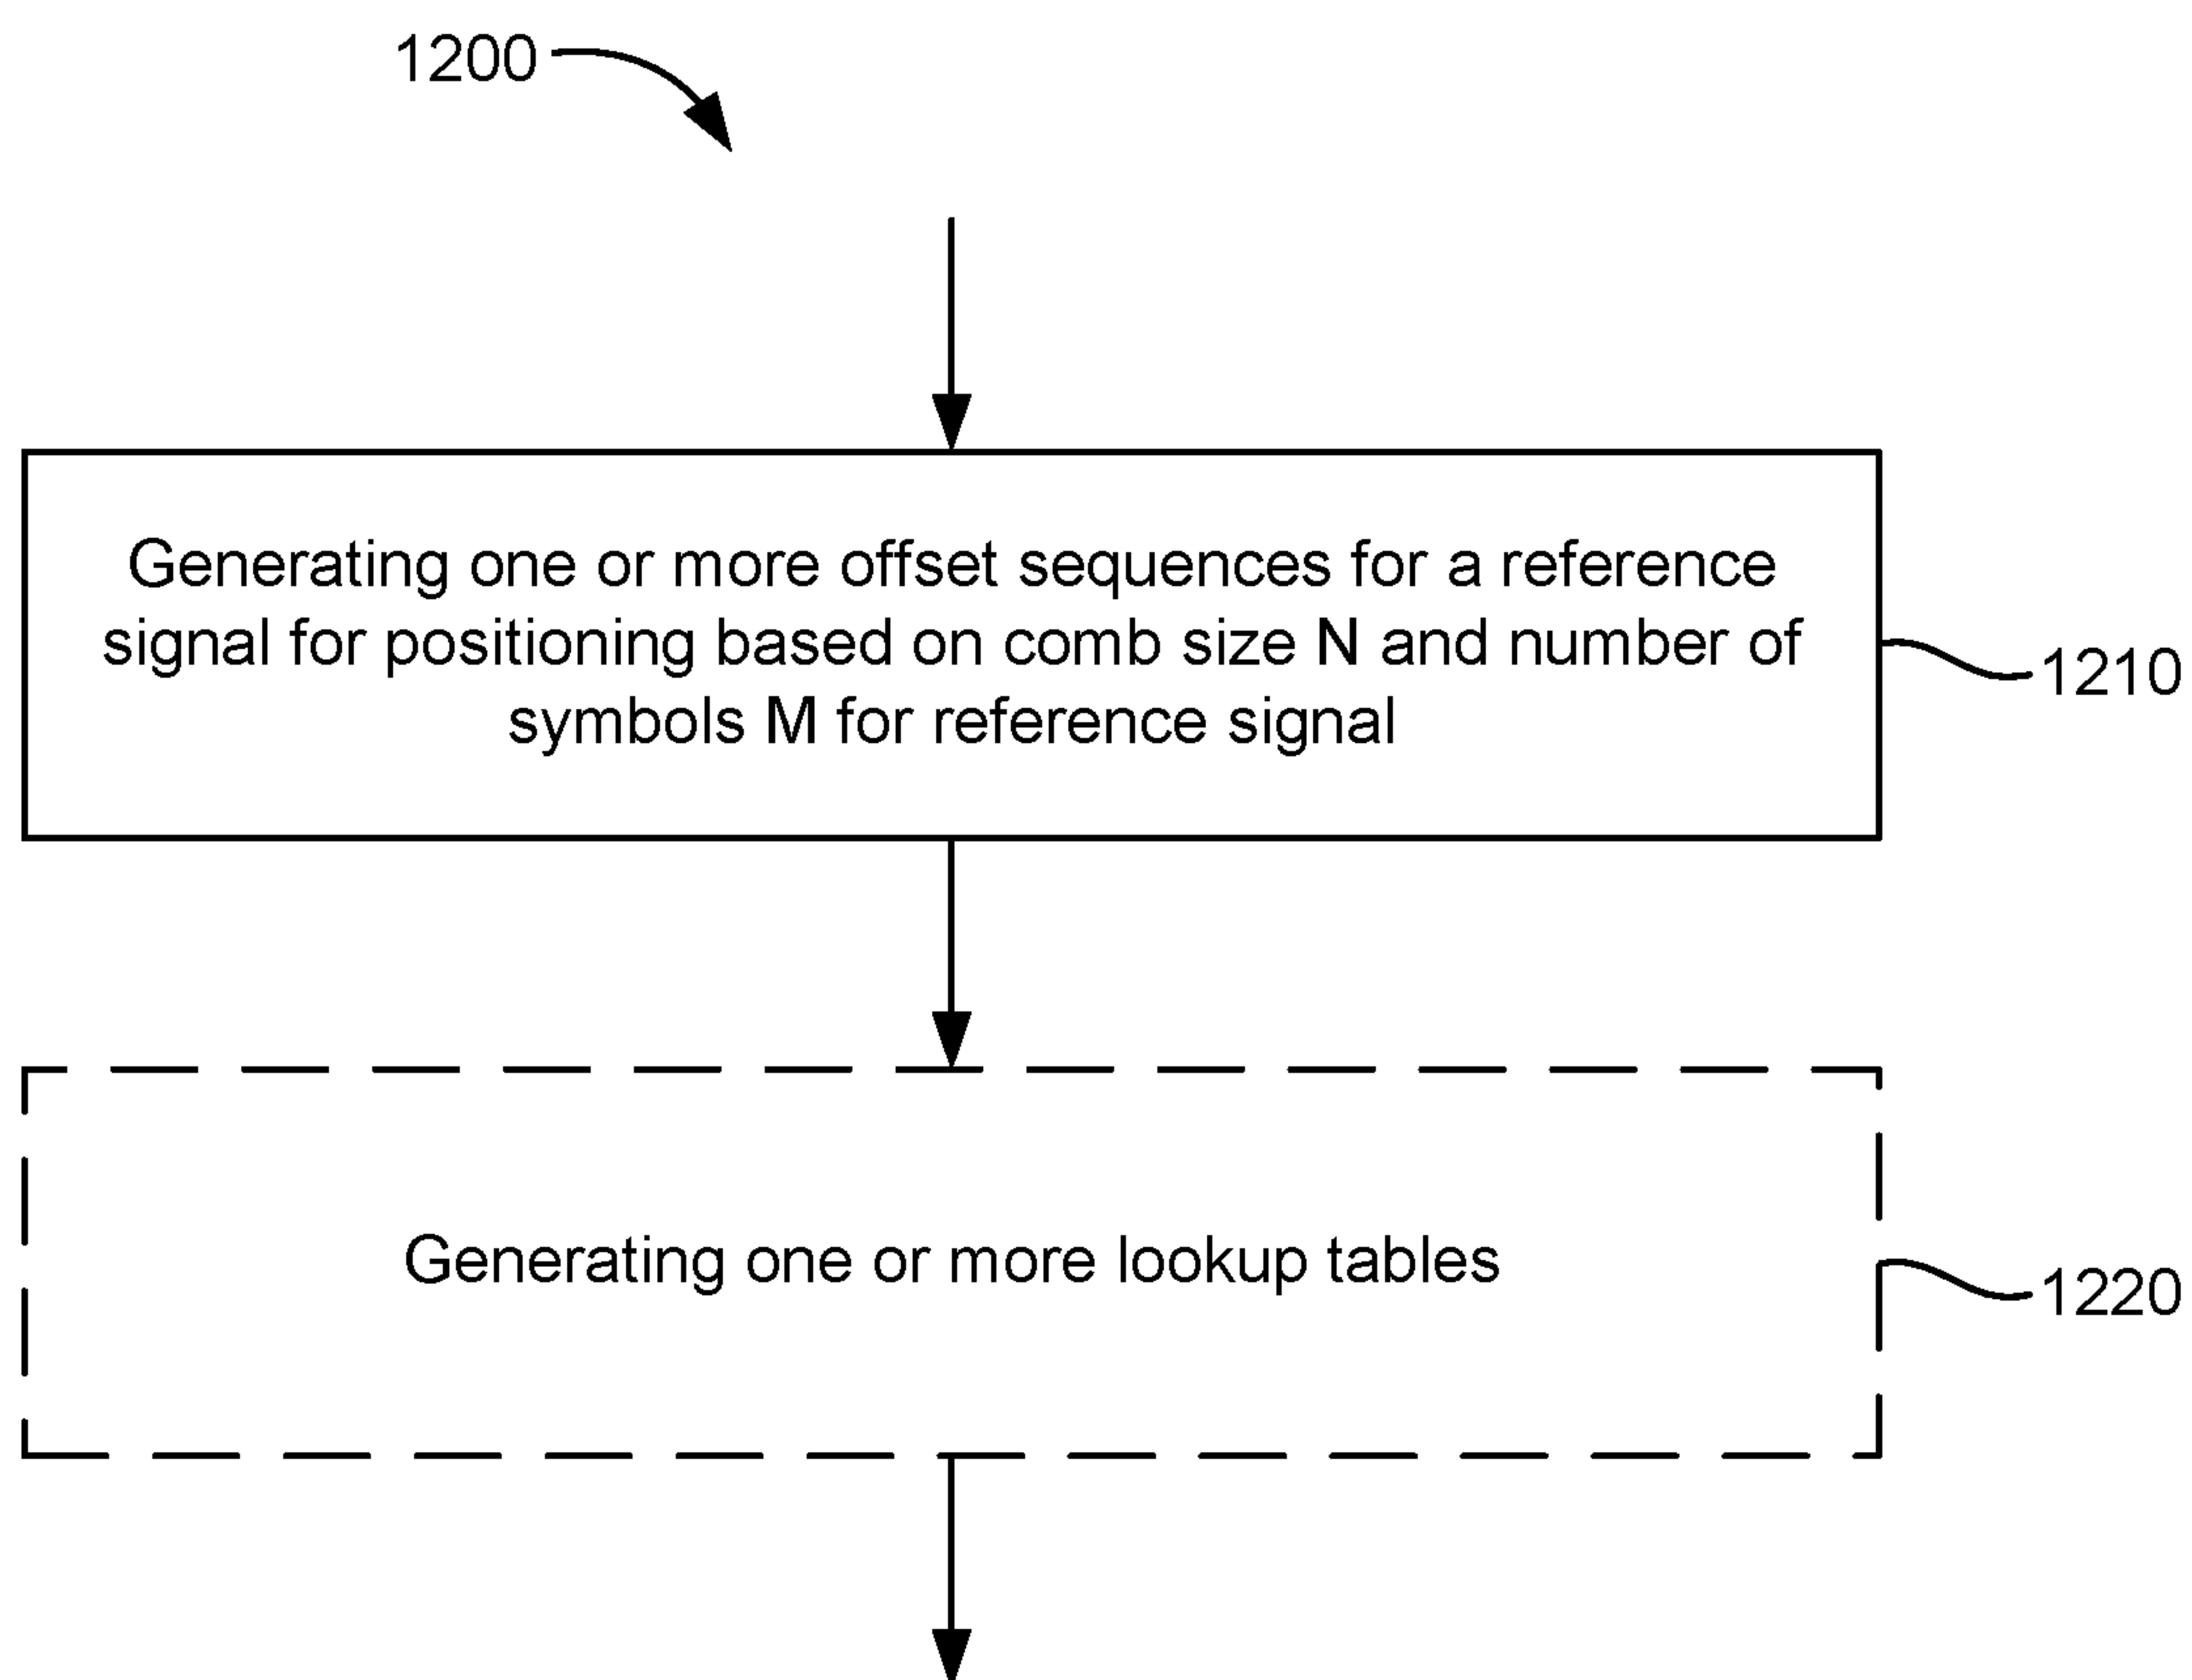 1200
Generating one or more offset sequences for a reference
signal for positioning based on comb size N and number of
symbols M for reference signal
1210
Generating one or more lookup tables
1220